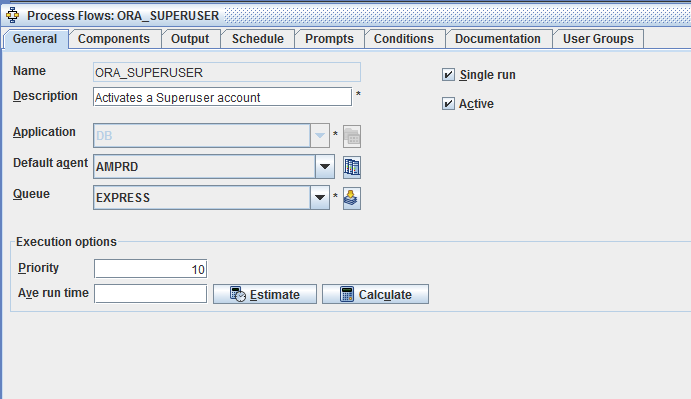 Process Flows: ORA_SUPERUSER
General Components Output Schedule Prompts Conditions Documentation User Groups
Name ORA_SUPERUSER Single run
Description Activates a Superuser account * Active
Application DB *
Default agent AMPRD
Queue EXPRESS *
Execution options
Priority 10
Ave run time Estimate Calculate